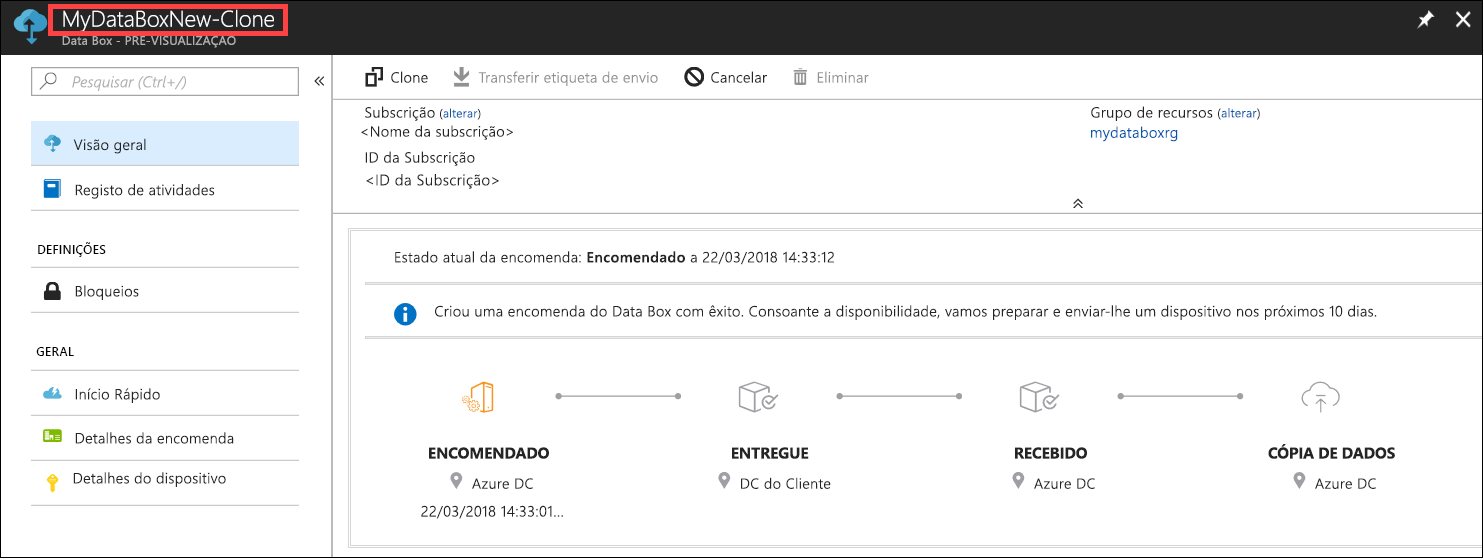 MyDataBoxNew-Clone
Data Box - PRÉ-VISUALIZAÇÃO
Pesquisar (Ctrl+/)
Visão geral
Registo de atividades
DEFINIÇÕES
Bloqueios
GERAL
Início Rápido
Detalhes da encomenda
Detalhes do dispositivo
Clone Transferir etiqueta de envio Cancelar Eliminar
Subscrição (alterar) Grupo de recursos (alterar)
<Nome da subscrição> mydataboxrg
ID da Subscrição
<ID da Subscrição>
Estado atual da encomenda: Encomendado a 22/03/2018 14:33:12
Criou uma encomenda do Data Box com êxito. Consoante a disponibilidade, vamos preparar e enviar-lhe um dispositivo nos próximos 10 dias.
ENCOMENDADO ENTREGUE RECEBIDO CÓPIA DE DADOS
Azure DC DC do Cliente Azure DC Azure DC
22/03/2018 14:33:01...